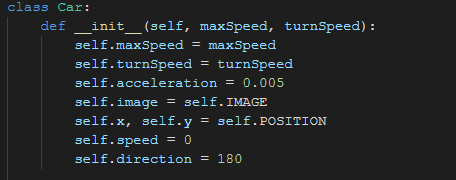 class Car:
    def __init__(self, maxSpeed, turnSpeed):
        self.maxSpeed = maxSpeed
        self.turnSpeed = turnSpeed
        self.acceleration = 0.005
        self.image = self.IMAGE
        self.x, self.y = self.POSITION
        self.speed = 0
        self.direction = 180